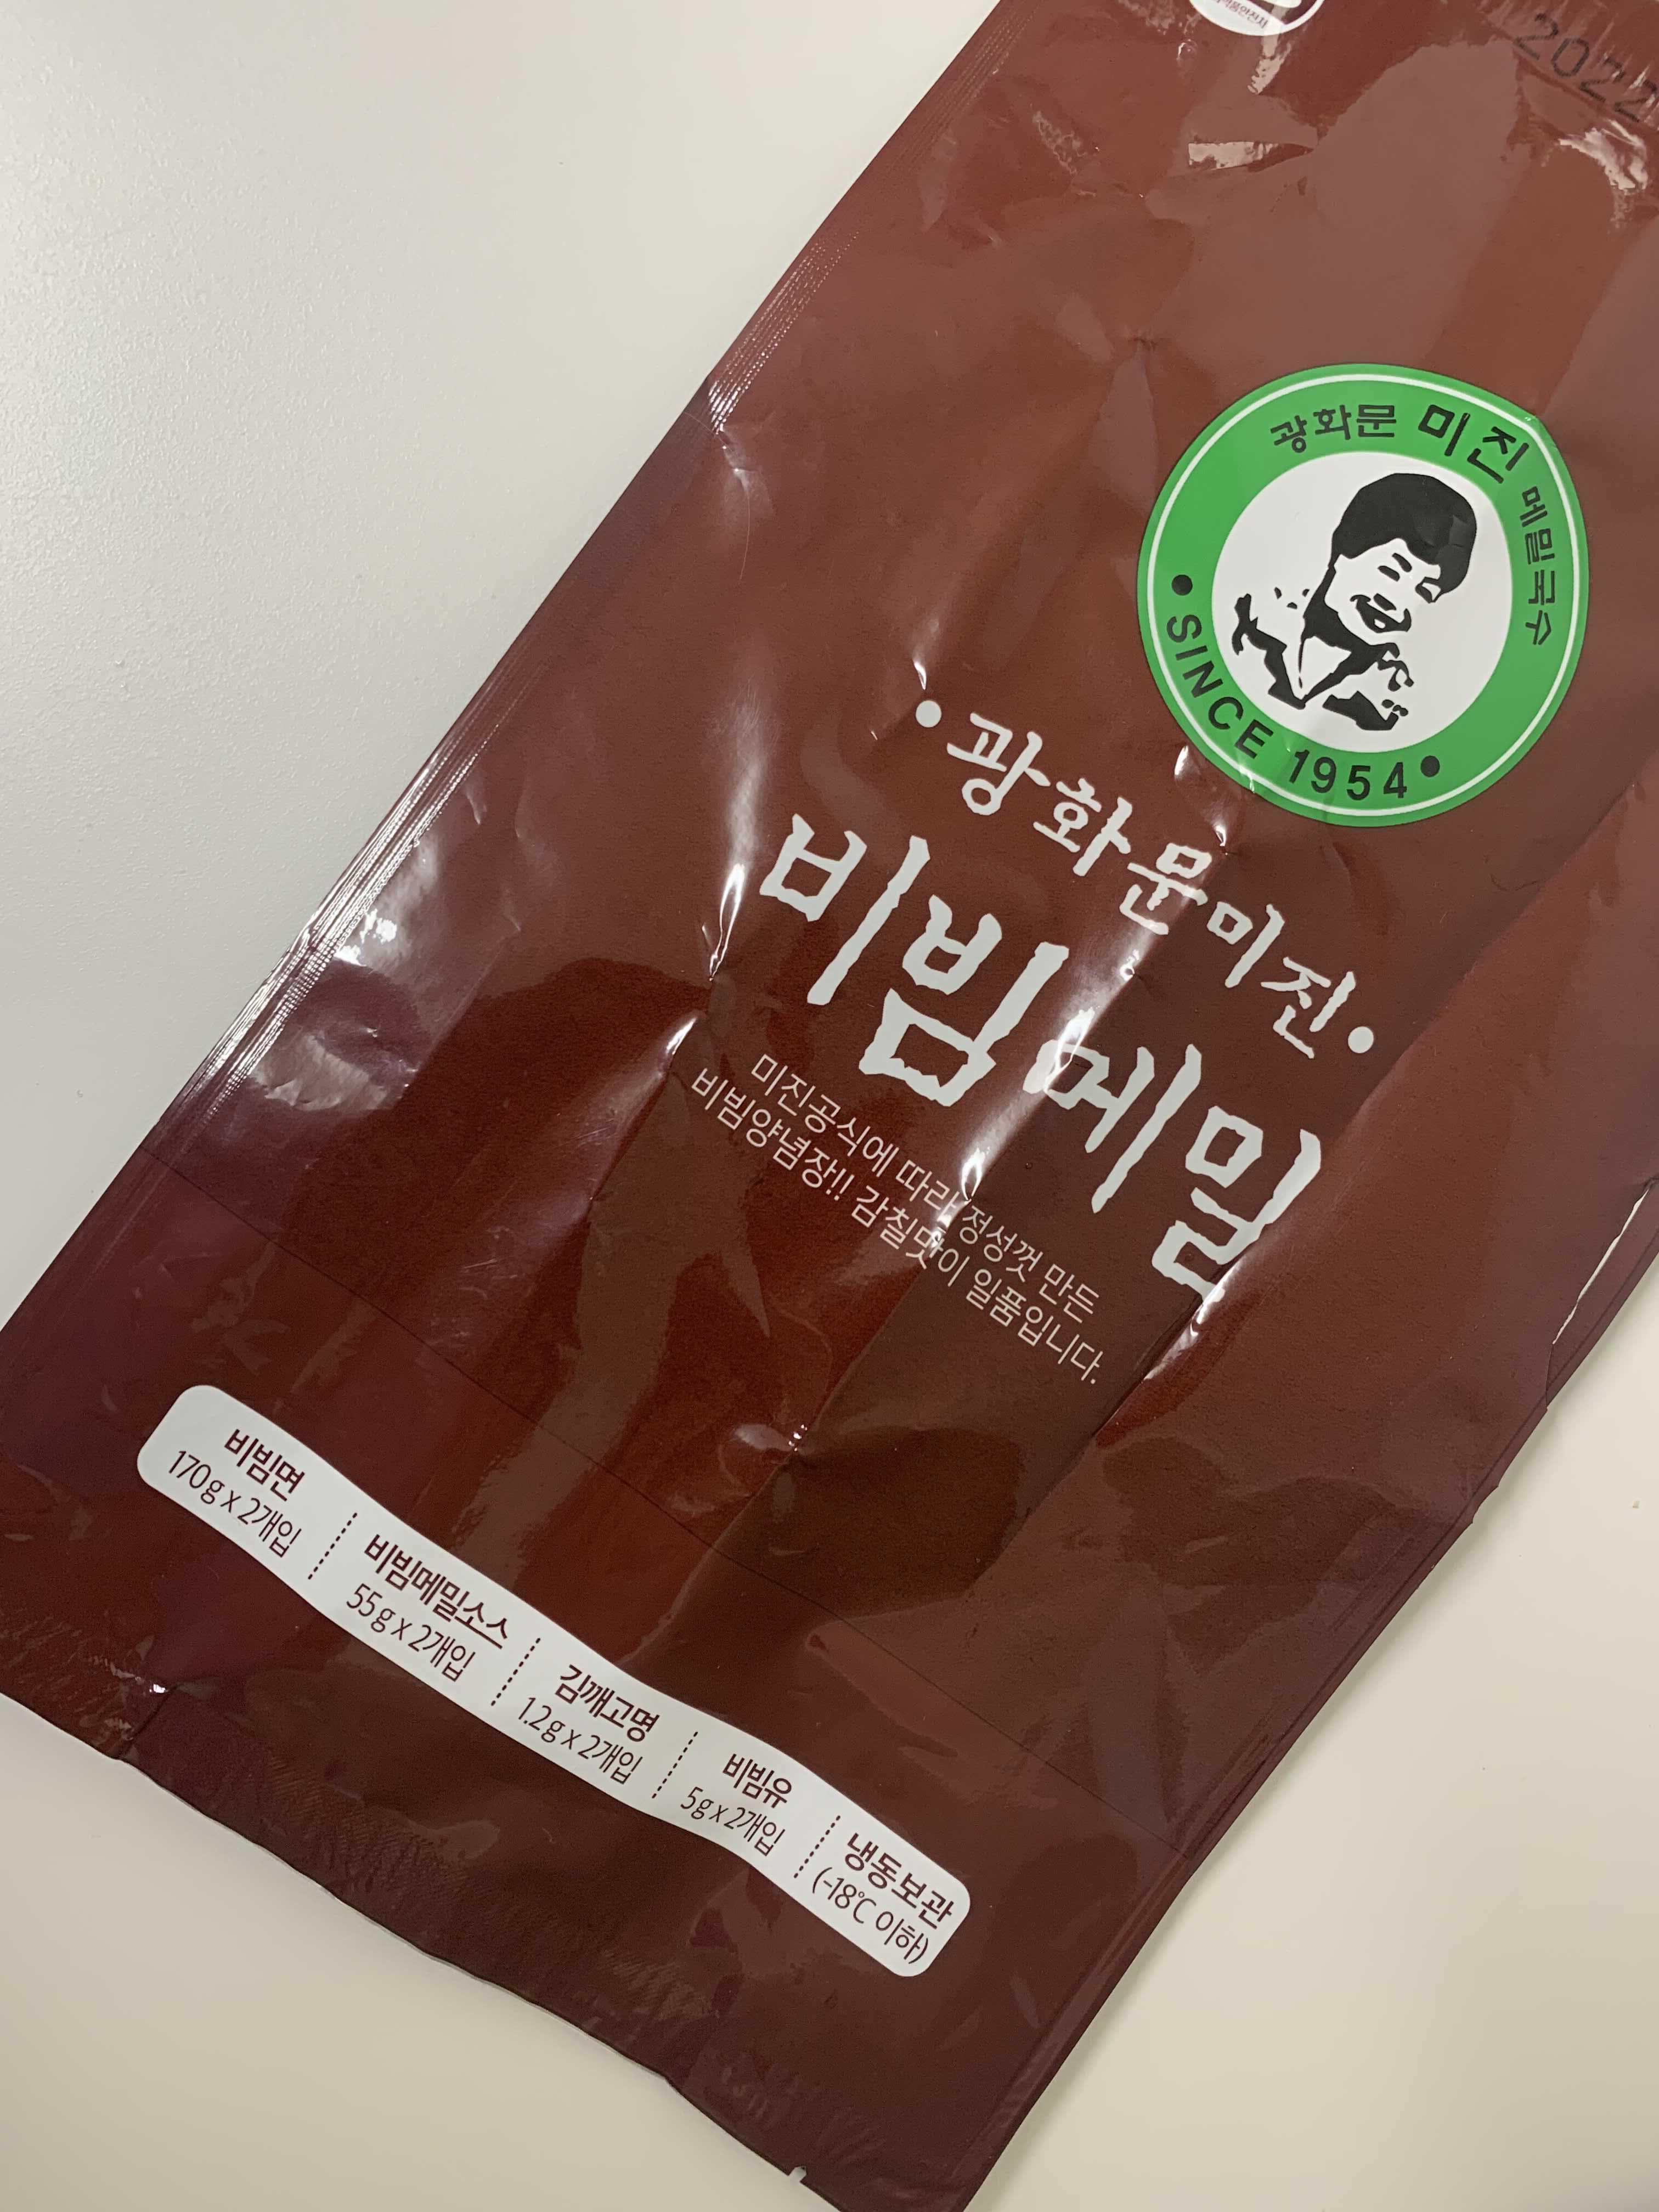 2022
광화문 미진 메밀국수
• SINCE 1954 •
• 광화문미진 •
비빔메밀
미진공식에 따라 정성껏 만든
비빔양념장!! 감칠맛이 일품입니다.
비빔면
170g x 2개입
비빔메밀소스
55g x 2개입
김깨고명
1.2g x 2개입
비빔유
5g x 2개입
냉동보관
(-18℃ 이하)